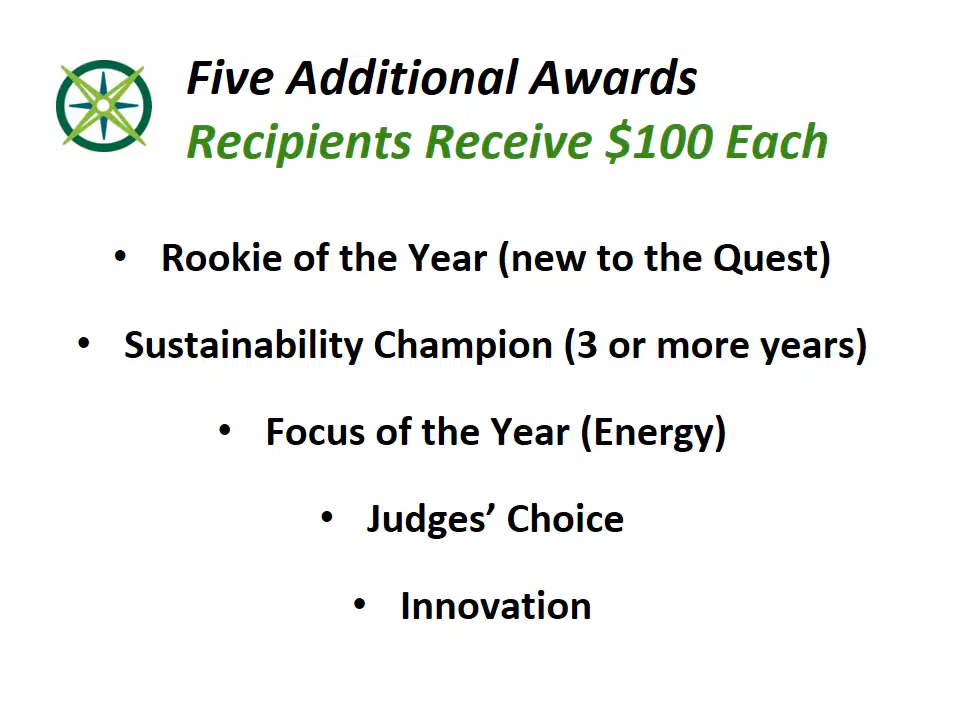 Five Additional Awards
Recipients Receive $100 Each
• Rookie of the Year (new to the Quest)
• Sustainability Champion (3 or more years)
• Focus of the Year (Energy)
• Judges’ Choice
• Innovation